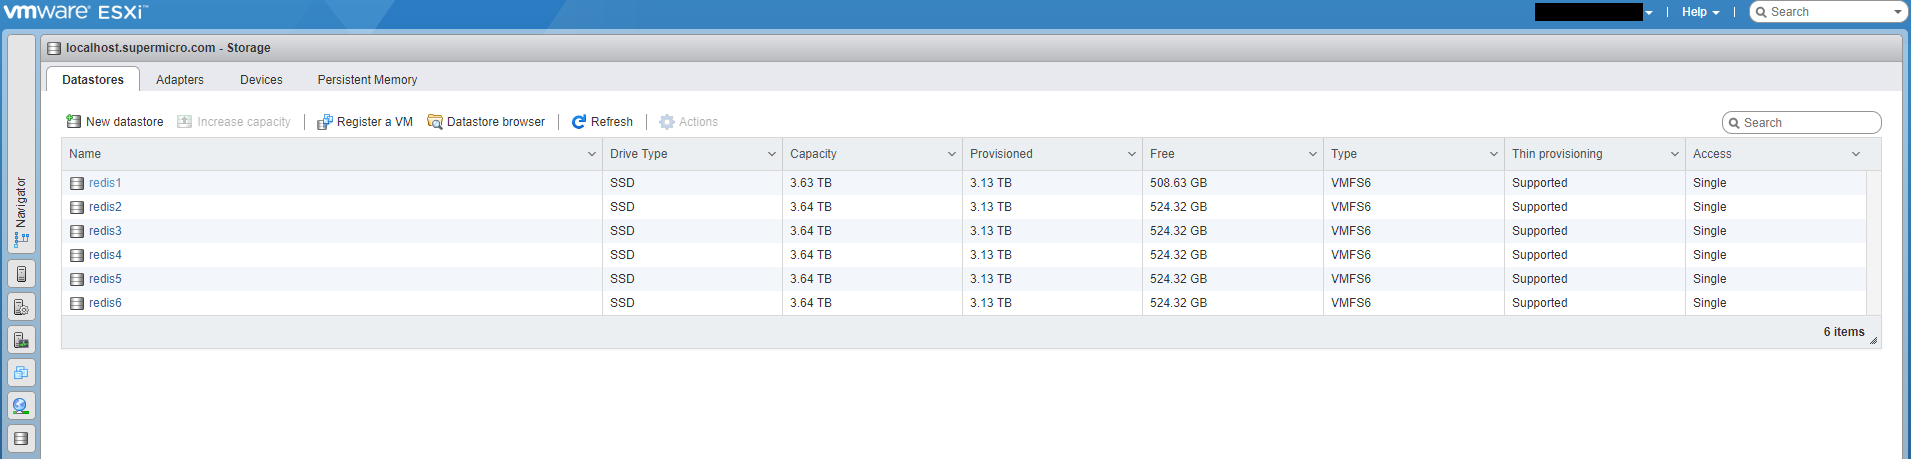 vmware ESXi™
Help
Search
localhost.supermicro.com - Storage
Navigator
Datastores Adapters Devices Persistent Memory
New datastore Increase capacity Register a VM Datastore browser Refresh Actions
Search
Name Drive Type Capacity Provisioned Free Type Thin provisioning Access
redis1 SSD 3.63 TB 3.13 TB 508.63 GB VMFS6 Supported Single
redis2 SSD 3.64 TB 3.13 TB 524.32 GB VMFS6 Supported Single
redis3 SSD 3.64 TB 3.13 TB 524.32 GB VMFS6 Supported Single
redis4 SSD 3.64 TB 3.13 TB 524.32 GB VMFS6 Supported Single
redis5 SSD 3.64 TB 3.13 TB 524.32 GB VMFS6 Supported Single
redis6 SSD 3.64 TB 3.13 TB 524.32 GB VMFS6 Supported Single
6 items